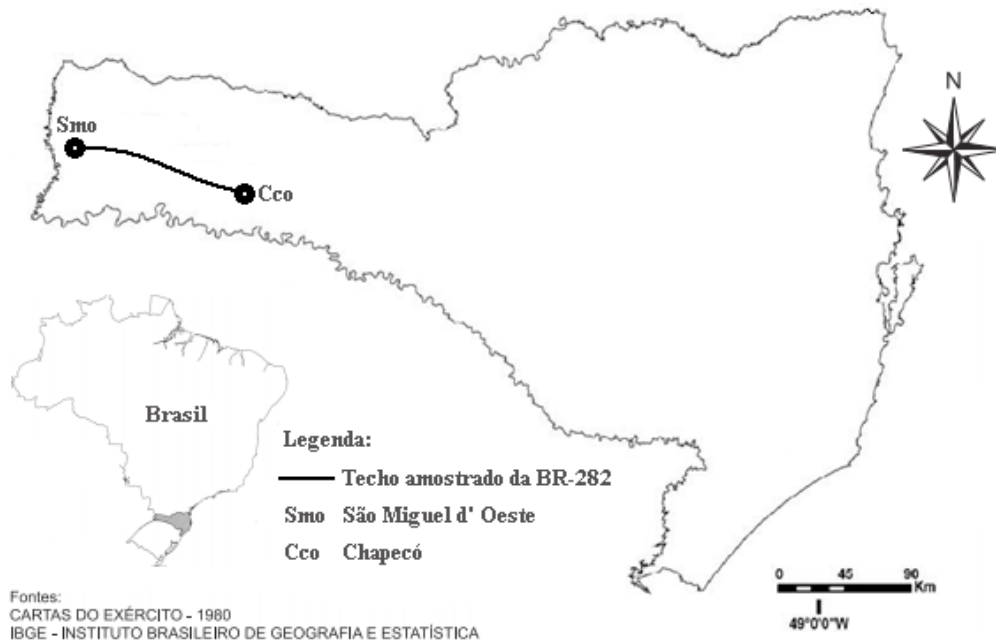 N
Smo
Cco
Brasil
Legenda:
Techo amostrado da BR-282
Smo São Miguel d' Oeste
Cco Chapecó
0 45 90
Km
49°0'0"W
Fontes:
CARTAS DO EXÉRCITO - 1980
IBGE - INSTITUTO BRASILEIRO DE GEOGRAFIA E ESTATÍSTICA